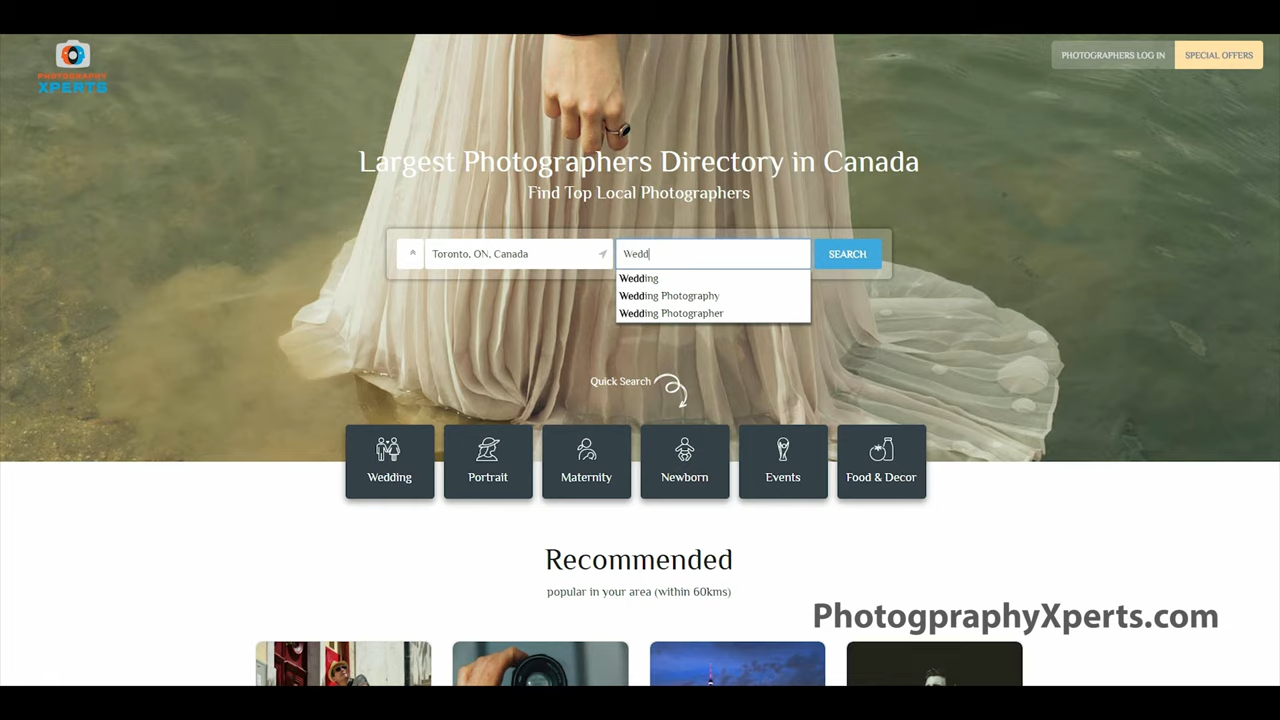 PHOTOGRAPHY
XPERTS
PHOTOGRAPHERS LOG IN
SPECIAL OFFERS
Largest Photographers Directory in Canada
Find Top Local Photographers
Toronto, ON, Canada
Wedd
SEARCH
Wedding
Wedding Photography
Wedding Photographer
Quick Search
Wedding
Portrait
Maternity
Newborn
Events
Food & Decor
Recommended
popular in your area (within 60kms)
PhotogpraphyXperts.com